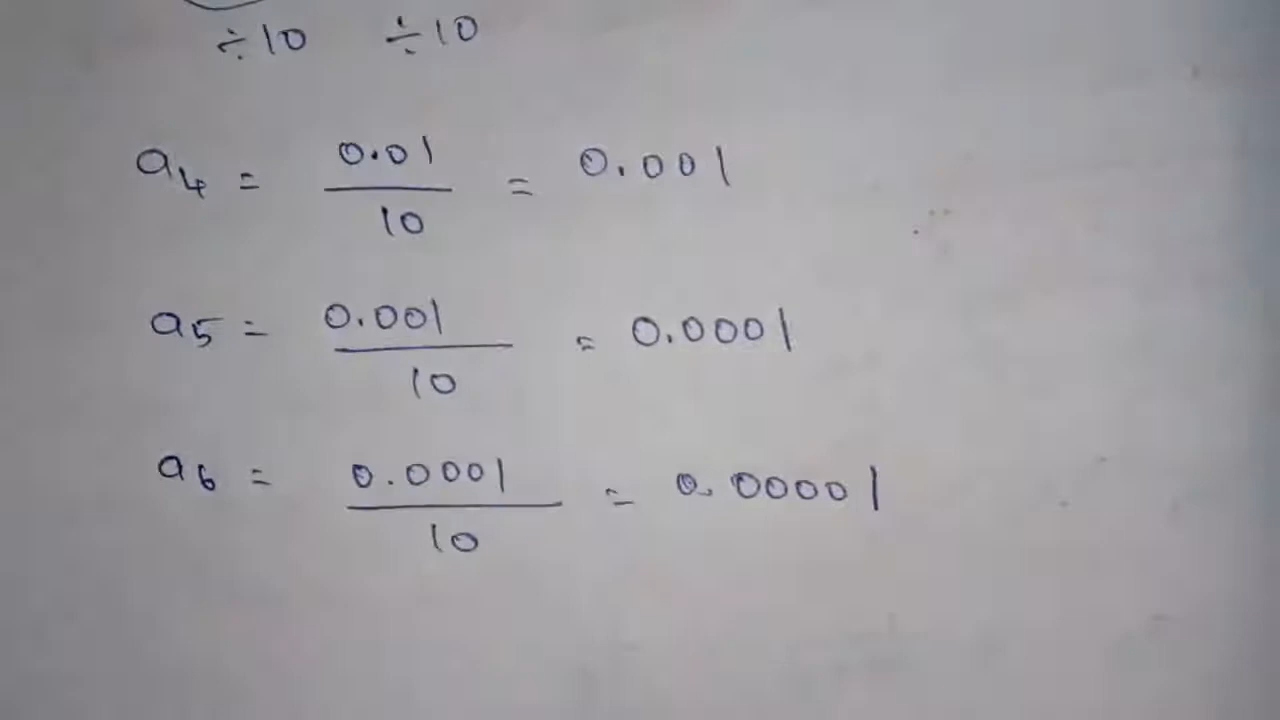 ÷10 ÷10
a4 = 0.01/10 = 0.001
a5 = 0.001/10 = 0.0001
a6 = 0.0001/10 = 0.00001